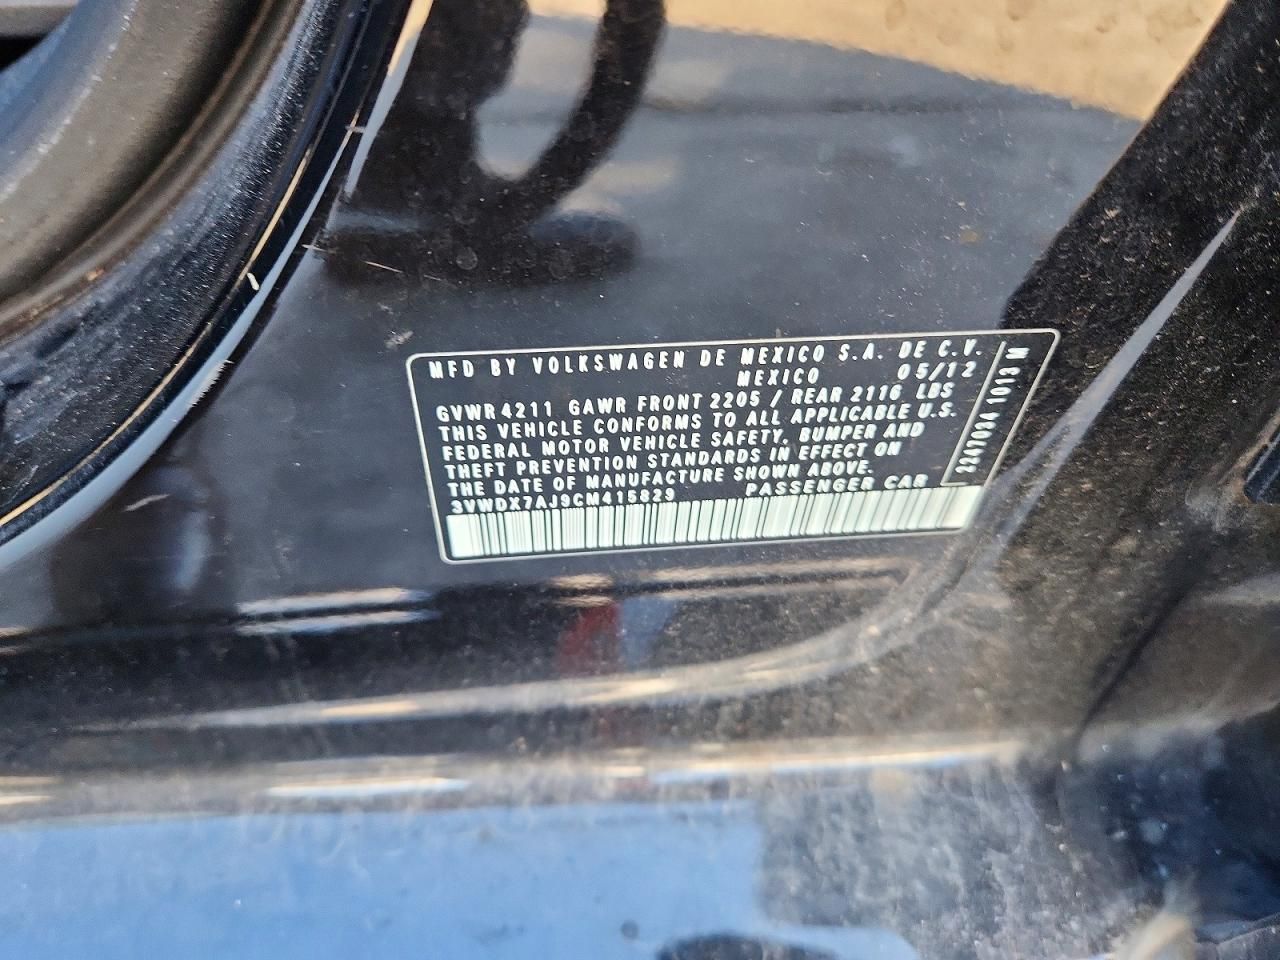 MFD BY VOLKSWAGEN DE MEXICO S.A. DE C.V.
MEXICO 05/12
GVWR 4211 GAWR FRONT 2205 / REAR 2116 LBS
THIS VEHICLE CONFORMS TO ALL APPLICABLE U.S.
FEDERAL MOTOR VEHICLE SAFETY, BUMPER AND
THEFT PREVENTION STANDARDS IN EFFECT ON
THE DATE OF MANUFACTURE SHOWN ABOVE.
3VWDX7AJ9CM415829 PASSENGER CAR
2247034 1013 M